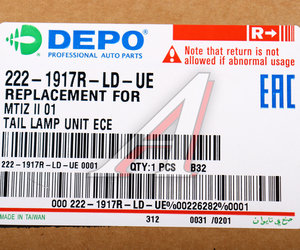 DEPO
PROFESSIONAL AUTO PARTS
R
Note that return is not
allowed if abnormal usage
222-1917R-LD-UE
REPLACEMENT FOR
MTIZ II 01
TAIL LAMP UNIT ECE
EAC
222-1917R-LD-UE 0001 QTY:1 PCS B32
000 222-1917R-LD-UE%00226282%0001
MADE IN TAIWAN 312 0031 /0201